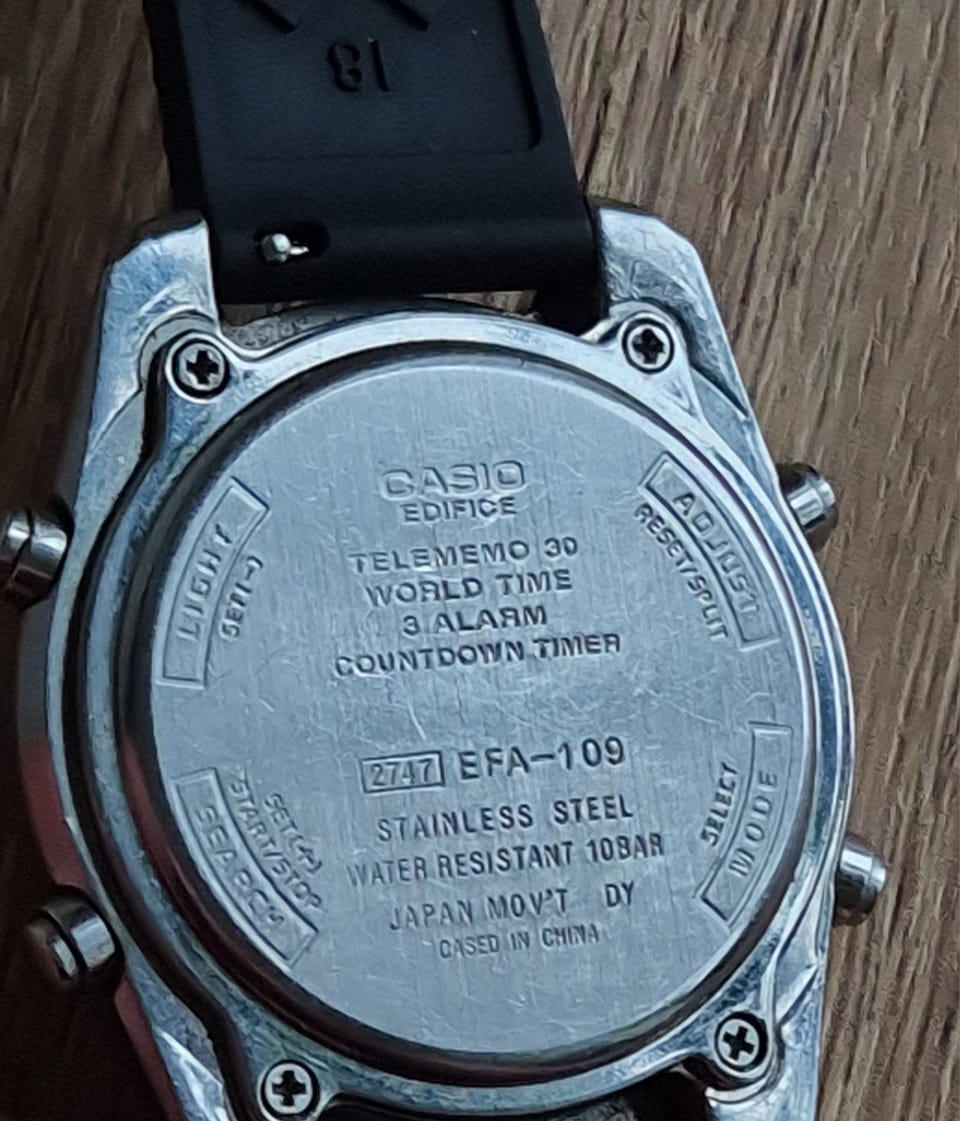 18
CASIO
EDIFICE
TELEMEMO 30
WORLD TIME
3 ALARM
COUNTDOWN TIMER
LIGHT
SET(-)
ADJUST
RESET/SPLIT
2747 EFA-109
STAINLESS STEEL
WATER RESISTANT 10BAR
JAPAN MOV'T DY
CASED IN CHINA
SET(+)
START/STOP
SEARCH
SELECT
MODE